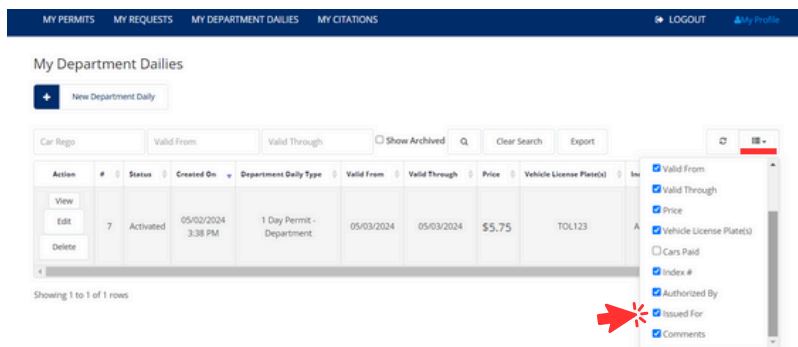 MY PERMITS MY REQUESTS MY DEPARTMENT DAILIES MY CITATIONS LOGOUT My Profile
My Department Dailies
+ New Department Daily
Car Rego Valid From Valid Through Show Archived Clear Search Export
Action # Status Created On Department Daily Type Valid From Valid Through Price Vehicle License Plate(s)
View
Edit
Delete
7 Activated 05/02/2024 3:38 PM 1 Day Permit - Department 05/03/2024 05/03/2024 $5.75 TOL123
Showing 1 to 1 of 1 rows
Valid From
Valid Through
Price
Vehicle License Plate(s)
Cars Paid
Index #
Authorized By
Issued For
Comments